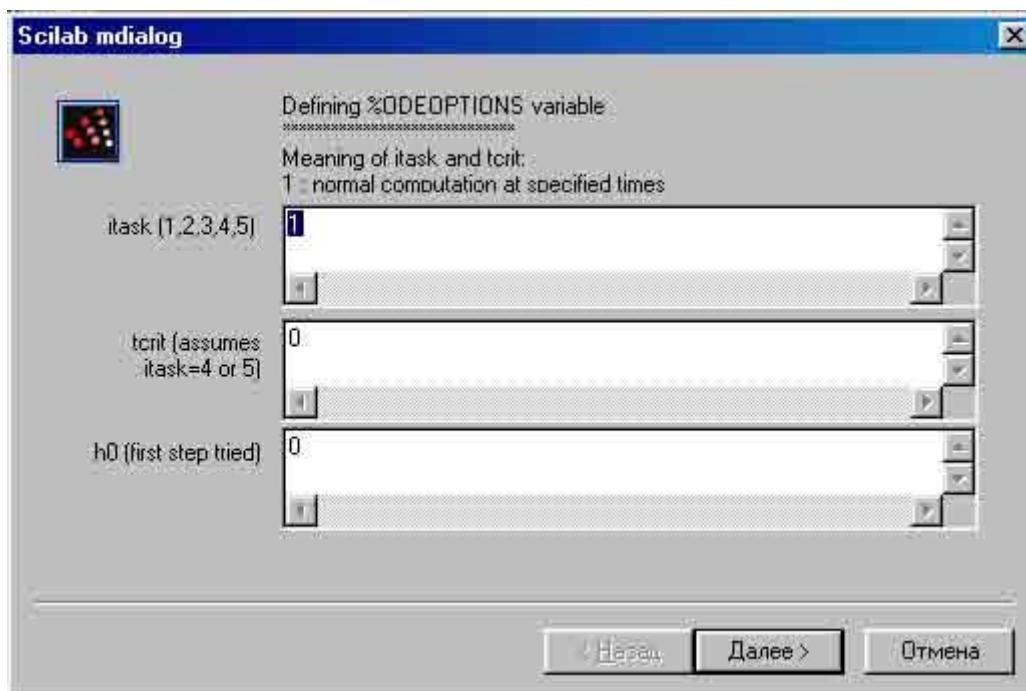 Scilab mdialog
Defining %ODEOPTIONS variable
****************************
Meaning of itask and tcrit:
1 : normal computation at specified times
itask (1,2,3,4,5)
1
tcrit (assumes
itask=4 or 5)
0
h0 (first step tried)
0
< Назад
Далее >
Отмена